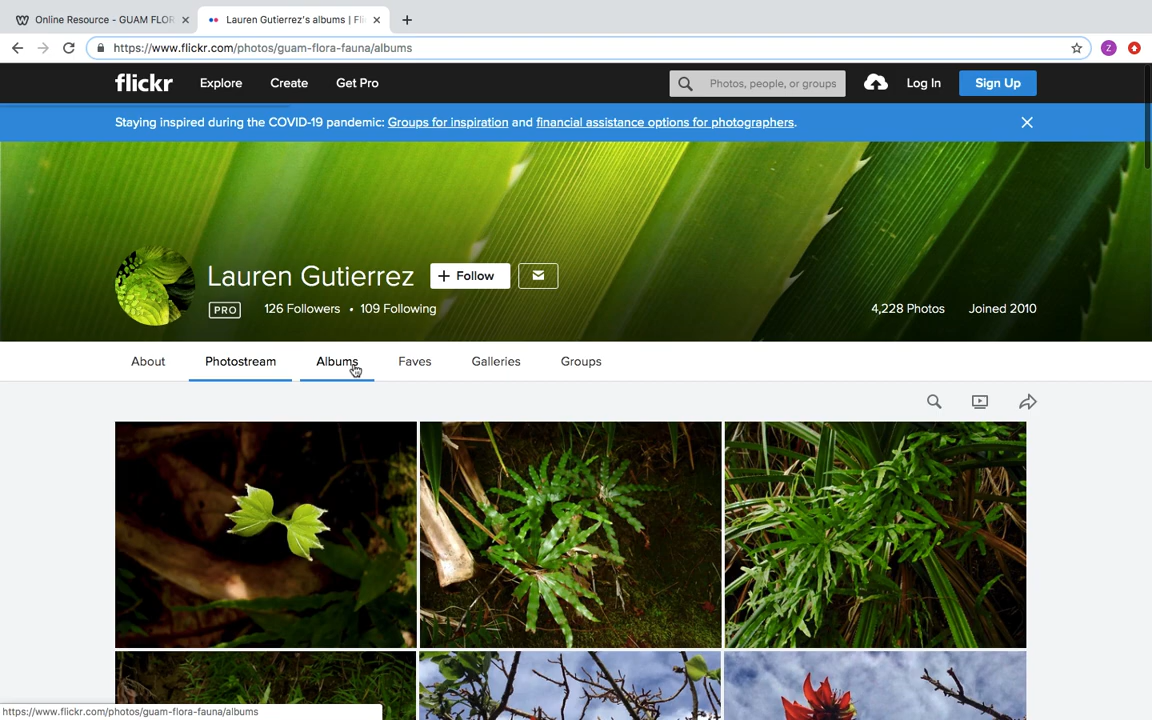 Online Resource - GUAM FLOR
Lauren Gutierrez's albums | Fli
https://www.flickr.com/photos/guam-flora-fauna/albums
Z
flickr
Explore
Create
Get Pro
Photos, people, or groups
Log In
Sign Up
Staying inspired during the COVID-19 pandemic: Groups for inspiration and financial assistance options for photographers.
Lauren Gutierrez
+ Follow
PRO
126 Followers • 109 Following
4,228 Photos
Joined 2010
About
Photostream
Albums
Faves
Galleries
Groups
https://www.flickr.com/photos/guam-flora-fauna/albums